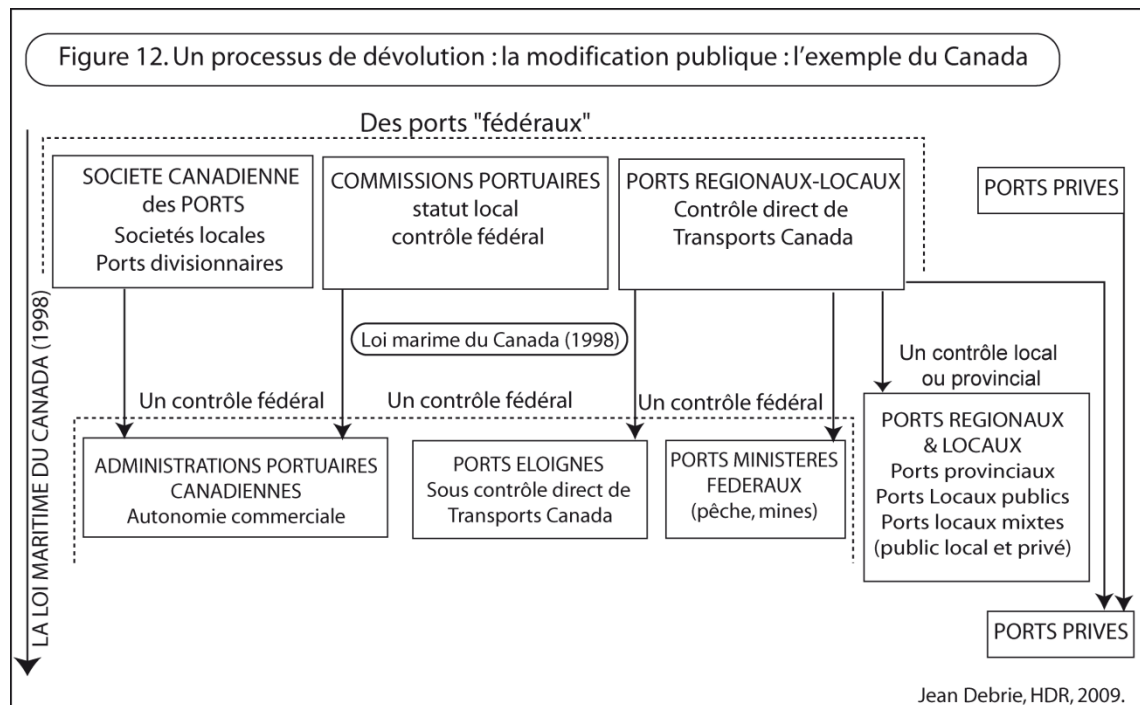 Figure 12. Un processus de dévolution : la modification publique : l'exemple du Canada
Des ports "fédéraux"
SOCIETE CANADIENNE
des PORTS
Societés locales
Ports divisionnaires
COMMISSIONS PORTUAIRES
statut local
contrôle fédéral
PORTS REGIONAUX-LOCAUX
Contrôle direct de
Transports Canada
PORTS PRIVES
LA LOI MARITIME DU CANADA (1998)
Loi marime du Canada (1998)
Un contrôle local
ou provincial
Un contrôle fédéral
Un contrôle fédéral
Un contrôle fédéral
ADMINISTRATIONS PORTUAIRES
CANADIENNES
Autonomie commerciale
PORTS ELOIGNES
Sous contrôle direct de
Transports Canada
PORTS MINISTERES
FEDERAUX
(pêche, mines)
PORTS REGIONAUX
& LOCAUX
Ports provinciaux
Ports Locaux publics
Ports locaux mixtes
(public local et privé)
PORTS PRIVES
Jean Debrie, HDR, 2009.